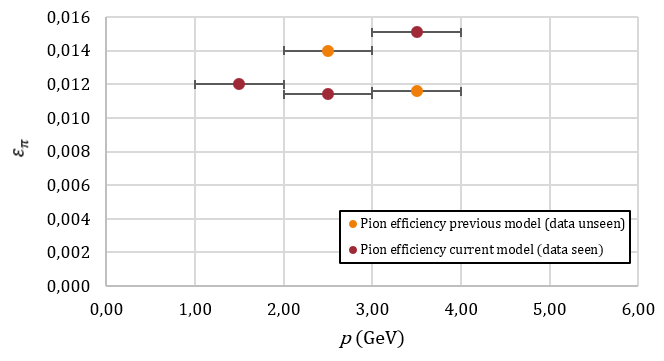 0,016
0,014
0,012
0,010
0,008
0,006
0,004
0,002
0,000
ε_π
Pion efficiency previous model (data unseen)
Pion efficiency current model (data seen)
0,00 1,00 2,00 3,00 4,00 5,00 6,00
p (GeV)